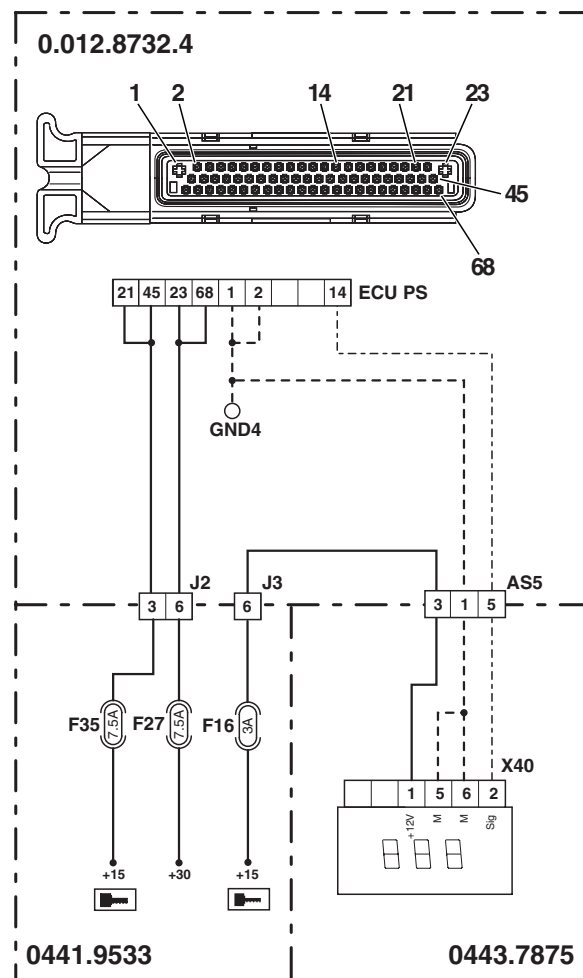 0.012.8732.4
1 2 14 21 23
45
68
21 45 23 68 1 2 14 ECU PS
GND4
J2 J3 AS5
3 6 6 3 1 5
F35 7.5A F27 7.5A F16 3A
X40
1 5 6 2
+12V M M Sig
+15 +30 +15
0441.9533 0443.7875